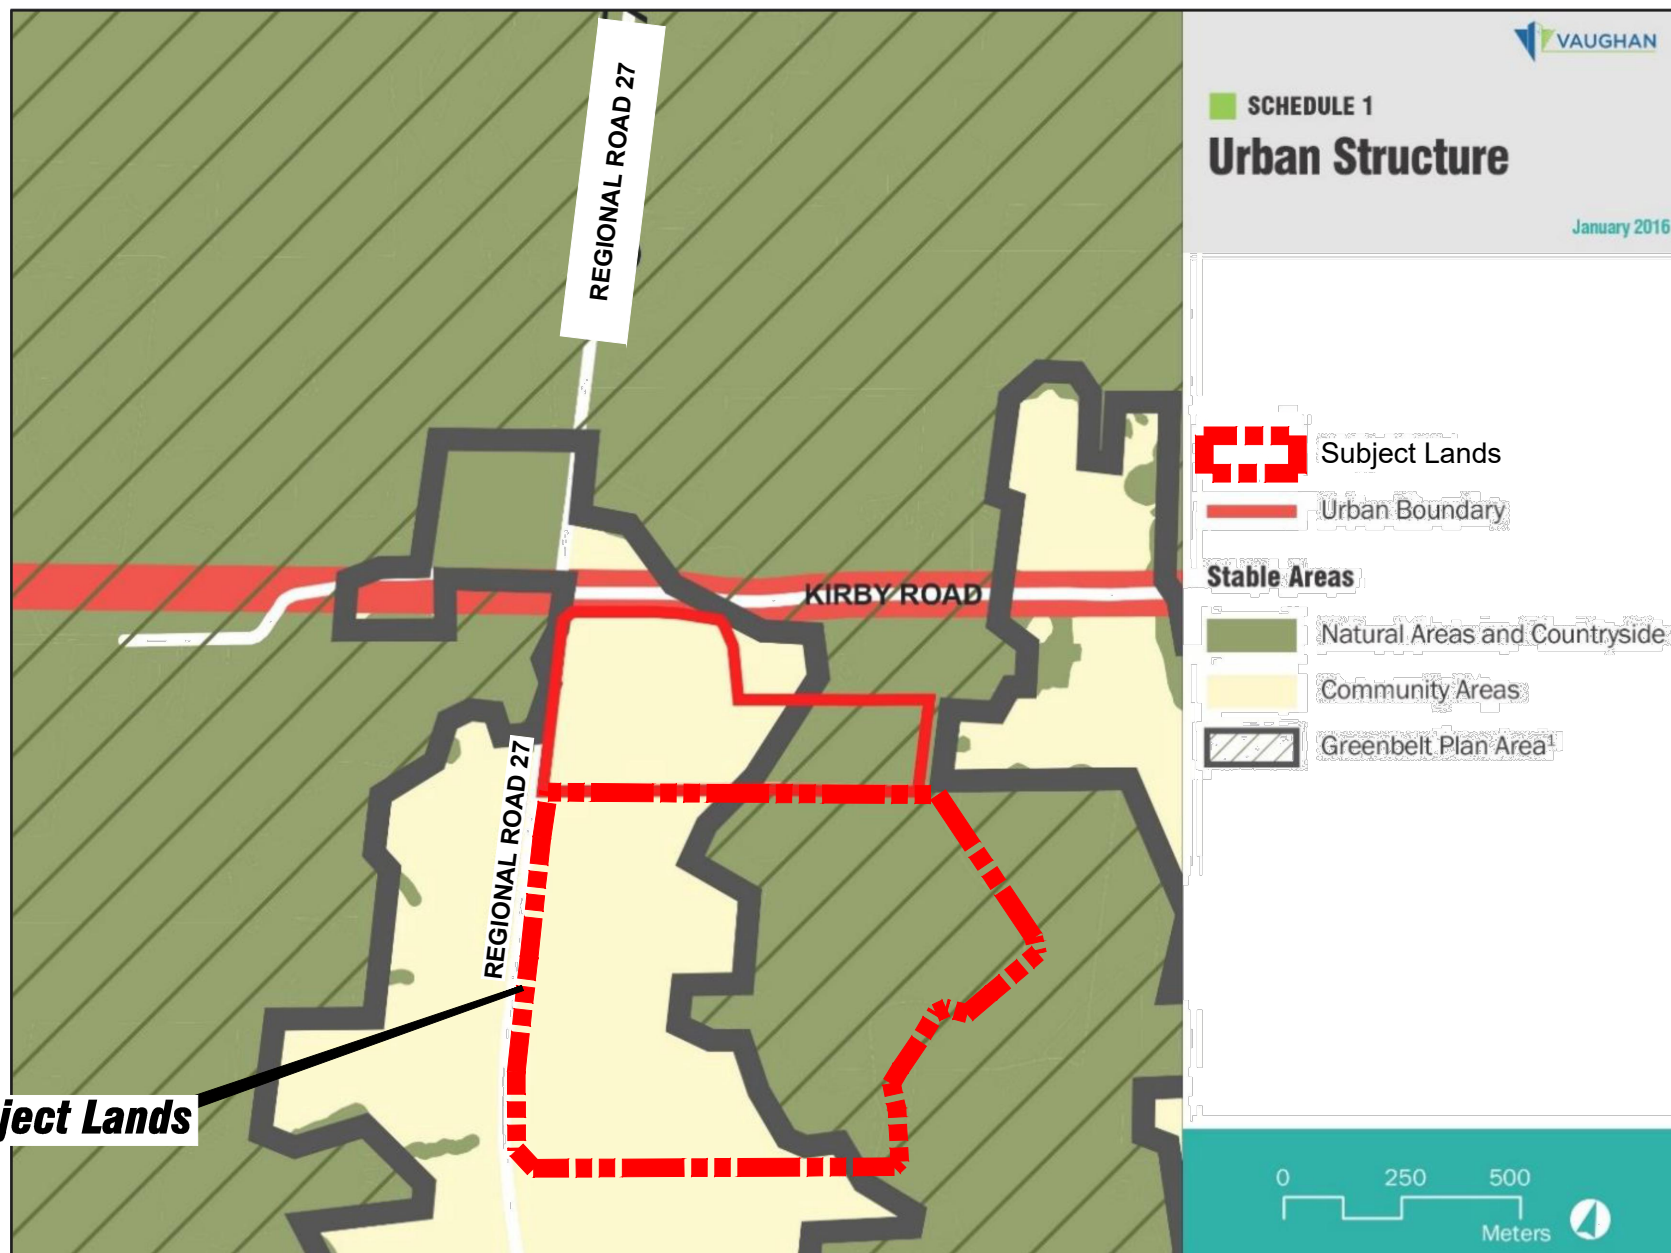 REGIONAL ROAD 27
KIRBY ROAD
REGIONAL ROAD 27
ject Lands
VAUGHAN
SCHEDULE 1
Urban Structure
January 2016
Subject Lands
Urban Boundary
Stable Areas
Natural Areas and Countryside
Community Areas
Greenbelt Plan Area¹
0 250 500
Meters